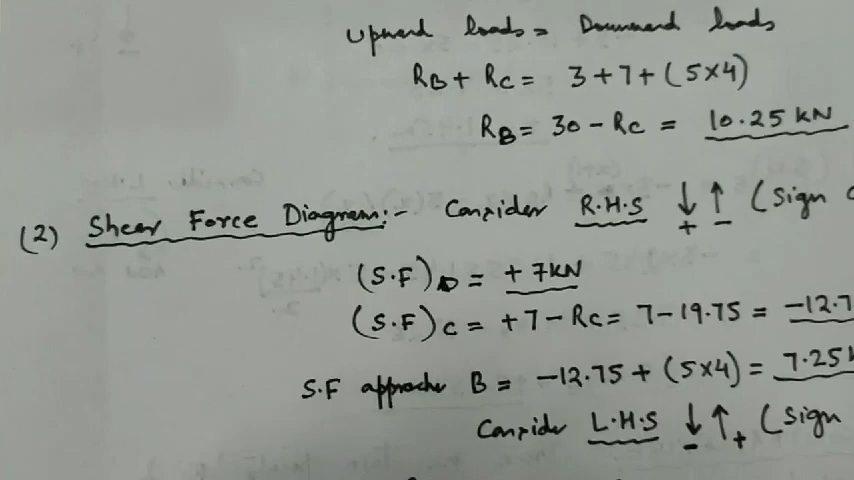 Upward loads = Downward loads
RB + RC = 3+7+(5×4)
RB = 30 - RC = 10.25 kN
(2) Shear Force Diagram:- Consider R.H.S ↓+ ↑- (Sign
(S.F)D = +7kN
(S.F)C = +7-RC = 7-19.75 = -12.7
S.F approaches B = -12.75 + (5×4) = 7.25
Consider L.H.S ↓- ↑+ (Sign